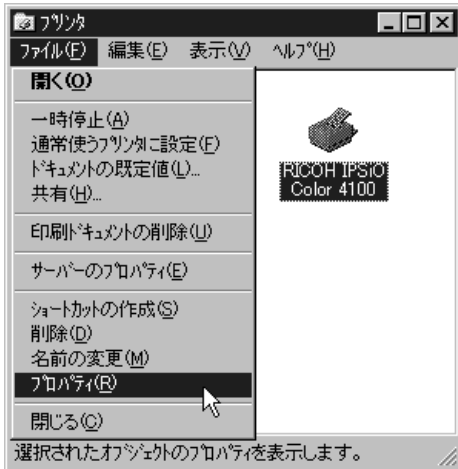 プリンタ
ファイル(F) 編集(E) 表示(V) ヘルプ(H)
開く(O)
一時停止(A)
通常使うプリンタに設定(F)
ドキュメントの既定値(L)...
共有(H)...
印刷ドキュメントの削除(U)
サーバーのプロパティ(E)
ショートカットの作成(S)
削除(D)
名前の変更(M)
プロパティ(R)
閉じる(C)
RICOH IPSiO
Color 4100
選択されたオブジェクトのプロパティを表示します。